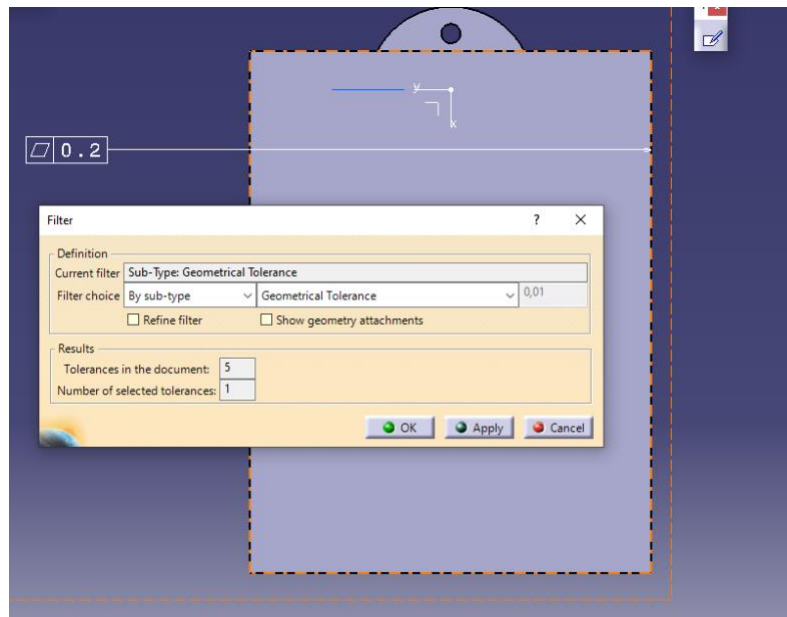 y
x
0.2
Filter ? ×
Definition
Current filter Sub-Type: Geometrical Tolerance
Filter choice By sub-type Geometrical Tolerance 0,01
Refine filter Show geometry attachments
Results
Tolerances in the document: 5
Number of selected tolerances: 1
OK Apply Cancel